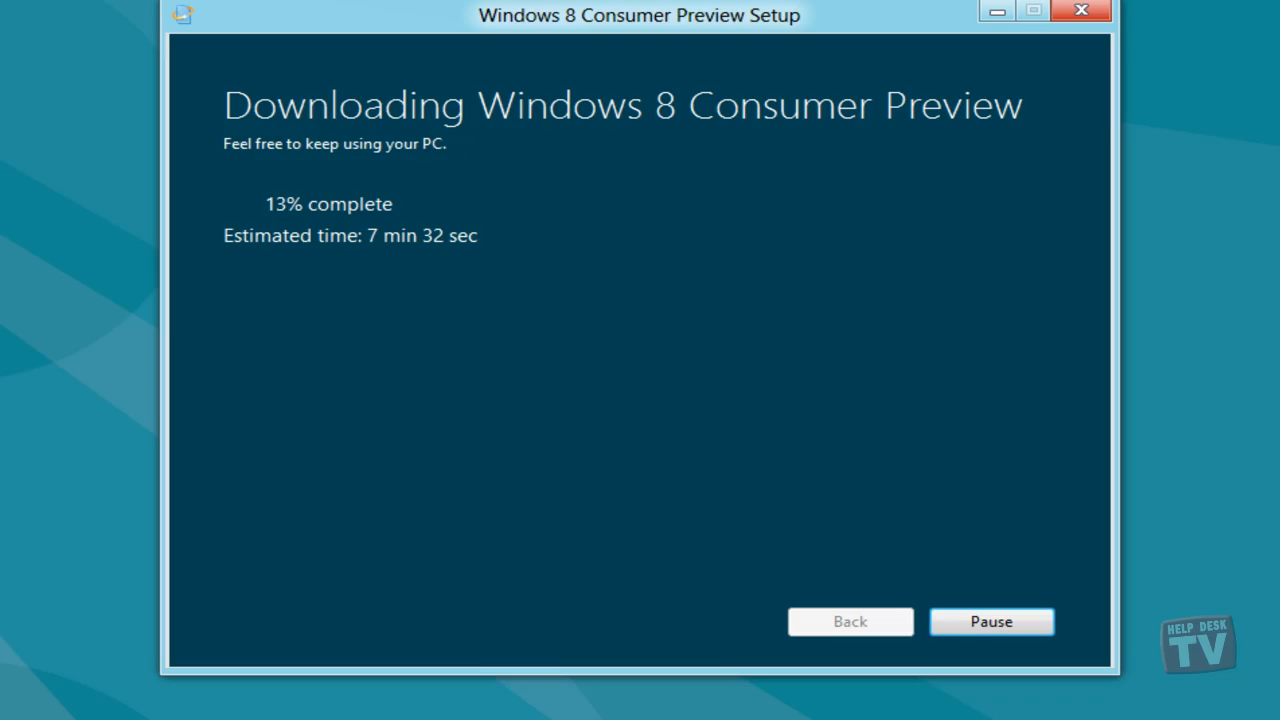 Windows 8 Consumer Preview Setup
Downloading Windows 8 Consumer Preview
Feel free to keep using your PC.
13% complete
Estimated time: 7 min 32 sec
Back
Pause
HELP DESK
TV